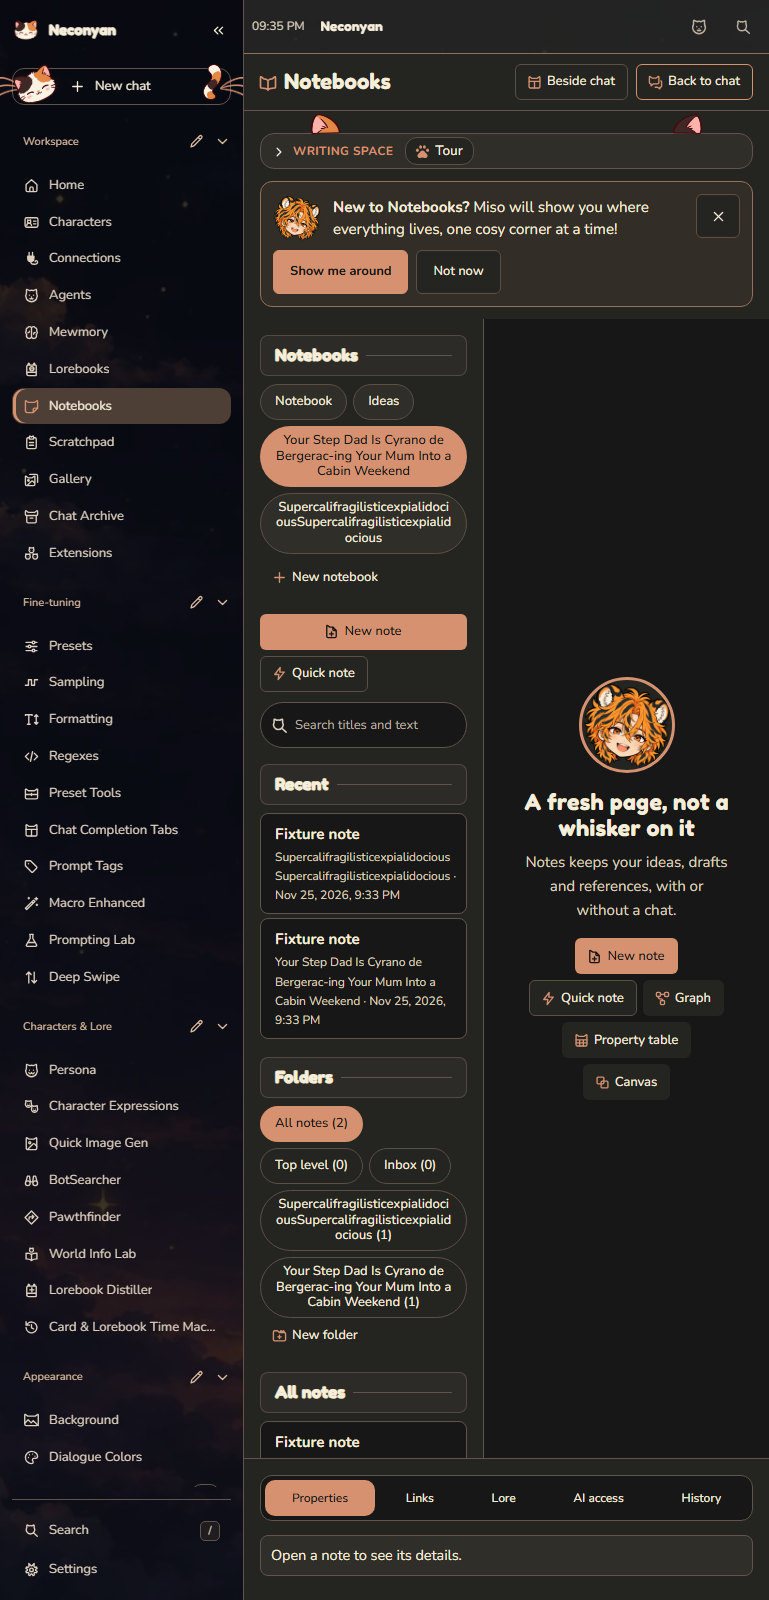 Neconyan
New chat
Workspace
Home
Characters
Connections
Agents
Mewmory
Lorebooks
Notebooks
Scratchpad
Gallery
Chat Archive
Extensions
Fine-tuning
Presets
Sampling
Formatting
Regexes
Preset Tools
Chat Completion Tabs
Prompt Tags
Macro Enhanced
Prompting Lab
Deep Swipe
Characters & Lore
Persona
Character Expressions
Quick Image Gen
BotSearcher
Pawthfinder
World Info Lab
Lorebook Distiller
Card & Lorebook Time Mac...
Appearance
Background
Dialogue Colors
Search /
Settings
09:35 PM Neconyan
Notebooks
Beside chat
Back to chat
WRITING SPACE
Tour
New to Notebooks? Miso will show you where
everything lives, one cosy corner at a time!
Show me around
Not now
Notebooks
Notebook
Ideas
Your Step Dad Is Cyrano de
Bergerac-ing Your Mum Into a
Cabin Weekend
Supercalifragilisticexpialidoci
ousSupercalifragilisticexpialid
ocious
New notebook
New note
Quick note
Search titles and text
Recent
Fixture note
Supercalifragilisticexpialidocious
Supercalifragilisticexpialidocious ·
Nov 25, 2026, 9:33 PM
Fixture note
Your Step Dad Is Cyrano de
Bergerac-ing Your Mum Into a
Cabin Weekend · Nov 25, 2026,
9:33 PM
Folders
All notes (2)
Top level (0)
Inbox (0)
Supercalifragilisticexpialidoci
ousSupercalifragilisticexpialid
ocious (1)
Your Step Dad Is Cyrano de
Bergerac-ing Your Mum Into a
Cabin Weekend (1)
New folder
All notes
Fixture note
A fresh page, not a
whisker on it
Notes keeps your ideas, drafts
and references, with or
without a chat.
New note
Quick note
Graph
Property table
Canvas
Properties
Links
Lore
AI access
History
Open a note to see its details.